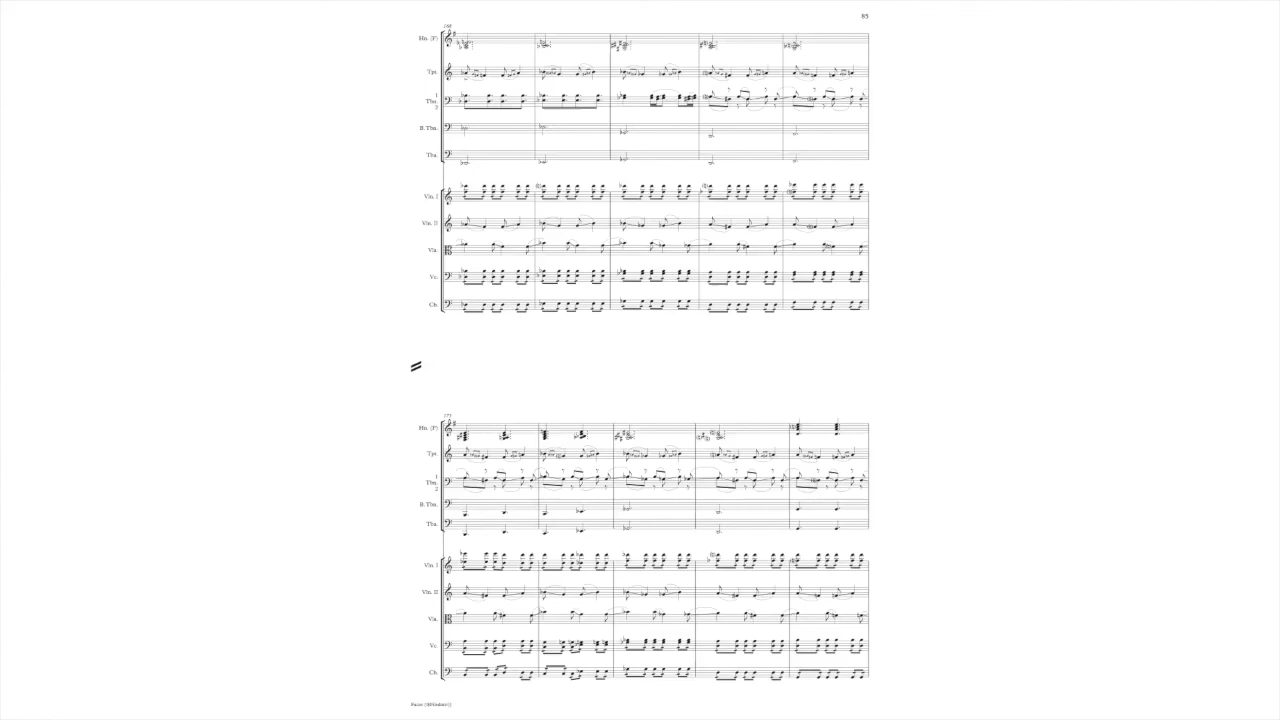 85
168
Hn. (F)
Tpt.
1
Tbn.
2
B. Tbn.
Tba.
Vln. I
Vln. II
Vla.
Vc.
Cb.
173
Hn. (F)
Tpt.
1
Tbn.
2
B. Tbn.
Tba.
Vln. I
Vln. II
Vla.
Vc.
Cb.